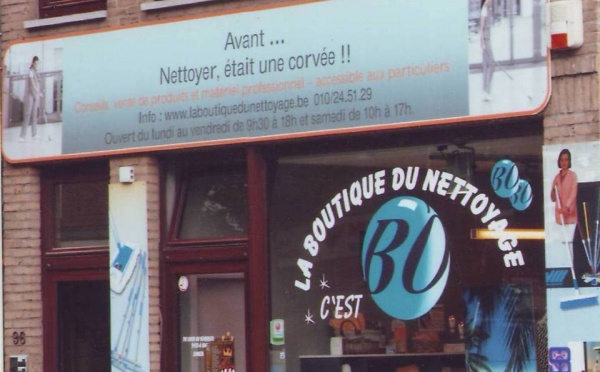 Avant ...
Nettoyer, était une corvée !!
Conseils, vente de produits et matériel professionnel - accessible aux particuliers
Info : www.laboutiquedunettoyage.be 010/24.51.29
Ouvert du lundi au vendredi de 9h30 à 18h et samedi de 10h à 17h.
LA BOUTIQUE DU NETTOYAGE
BO
BO
C'EST
96